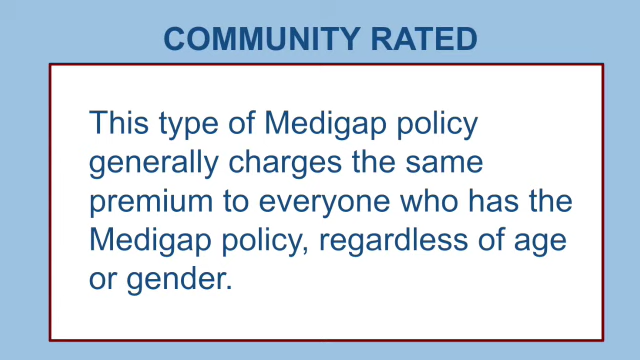 COMMUNITY RATED
This type of Medigap policy
generally charges the same
premium to everyone who has the
Medigap policy, regardless of age
or gender.